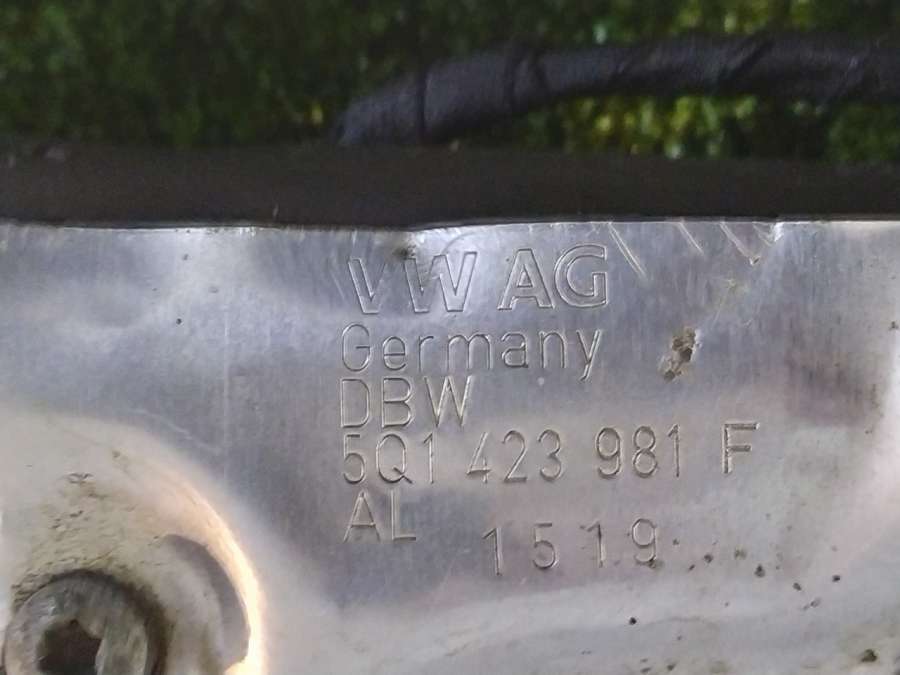 VW AG
Germany
DBW
5Q1 423 981 F
AL
1519